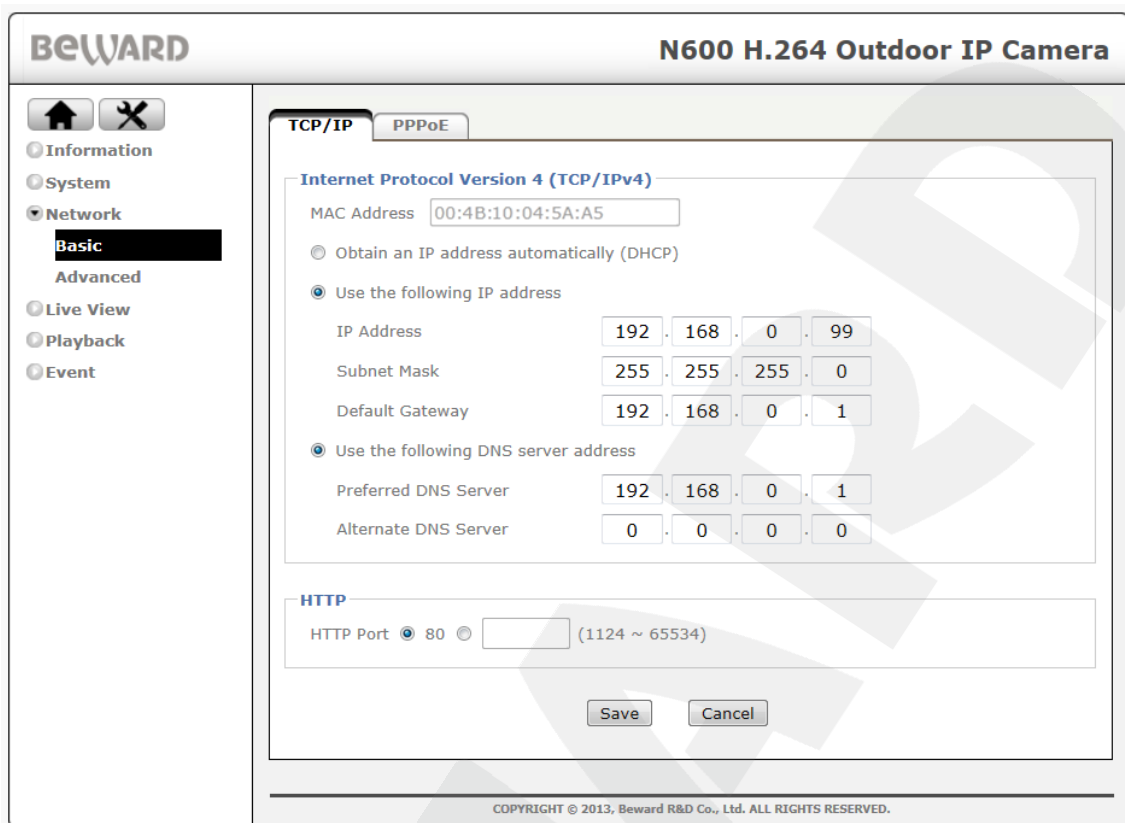 BEWARD
N600 H.264 Outdoor IP Camera
Information
System
Network
Basic
Advanced
Live View
Playback
Event
TCP/IP PPPoE
Internet Protocol Version 4 (TCP/IPv4)
MAC Address 00:4B:10:04:5A:A5
Obtain an IP address automatically (DHCP)
Use the following IP address
IP Address 192 . 168 . 0 . 99
Subnet Mask 255 . 255 . 255 . 0
Default Gateway 192 . 168 . 0 . 1
Use the following DNS server address
Preferred DNS Server 192 . 168 . 0 . 1
Alternate DNS Server 0 . 0 . 0 . 0
HTTP
HTTP Port 80 (1124 ~ 65534)
Save Cancel
COPYRIGHT © 2013, Beward R&D Co., Ltd. ALL RIGHTS RESERVED.